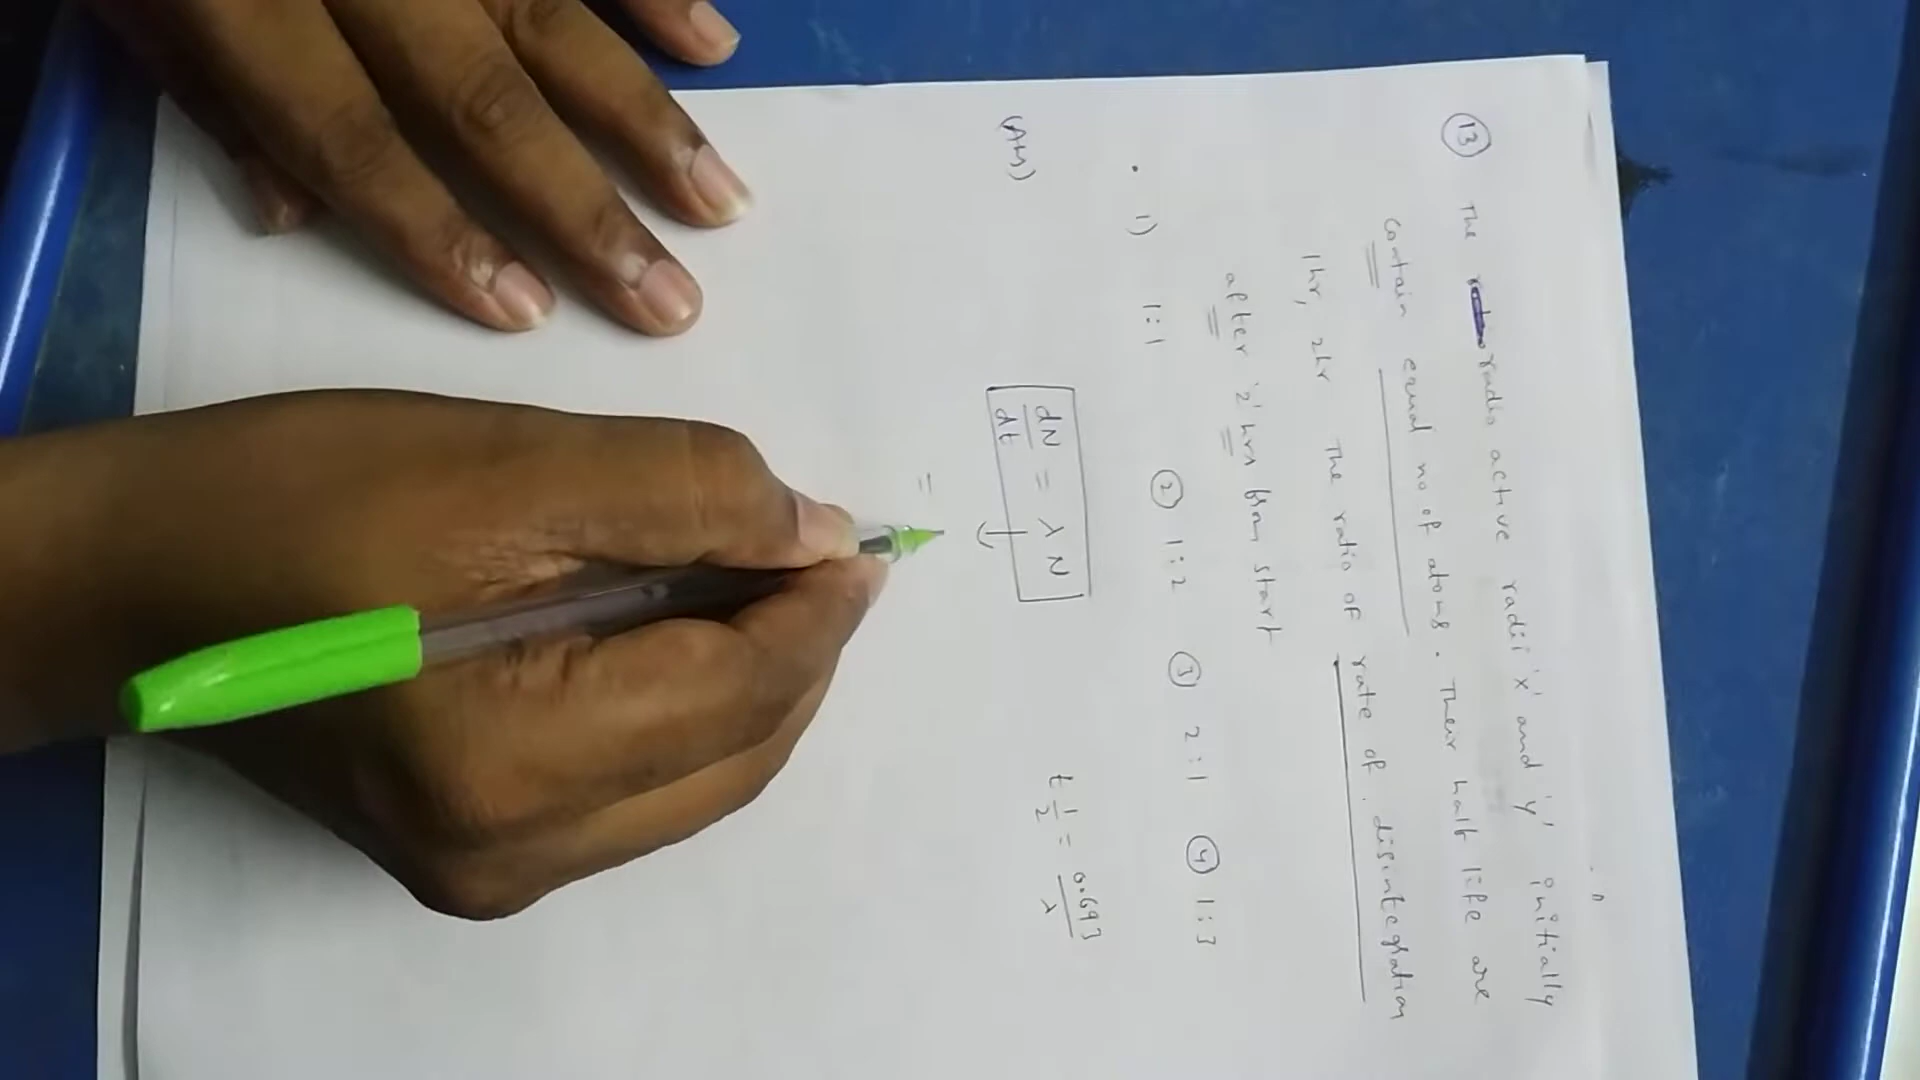 13 The radio active radii 'x' and 'y' initially
contain equal no of atoms. Their half life are
1hr, 2hr The ratio of rate of disintegration
after '2' hrs from start
1) 1:1 2 1:2 3 2:1 4 1:3
(AM)
dN/dt = λN
t 1/2 = 0.693/λ
=